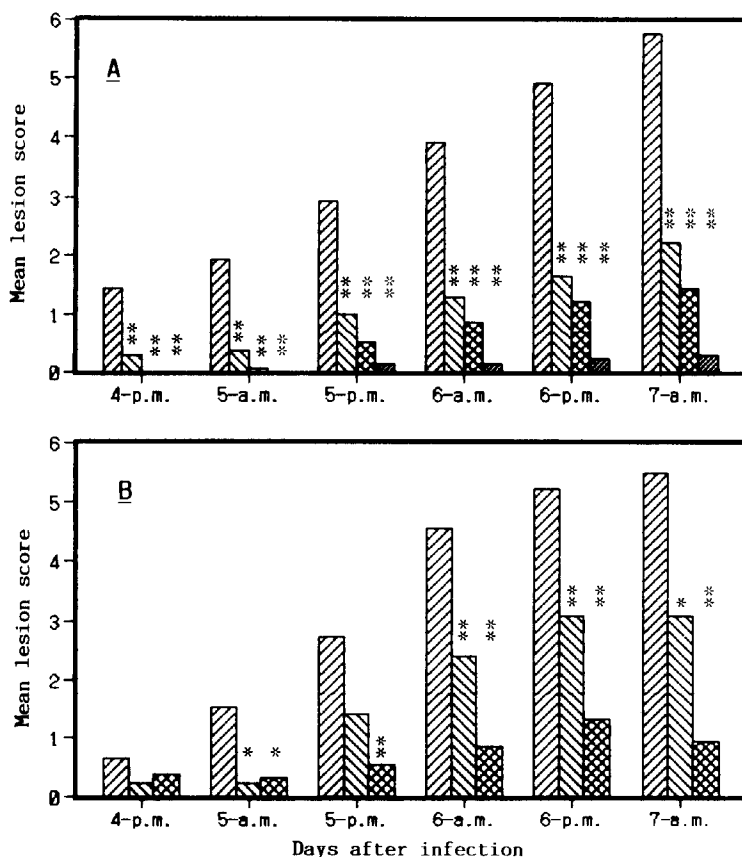 6
A
5
4
3
2
1
0
Mean lesion score
** ** **
** ** **
** ** **
** ** **
** ** **
** ** **
4-p.m. 5-a.m. 5-p.m. 6-a.m. 6-p.m. 7-a.m.
6
B
5
4
3
2
1
0
Mean lesion score
* *
**
** **
** **
* **
4-p.m. 5-a.m. 5-p.m. 6-a.m. 6-p.m. 7-a.m.
Days after infection